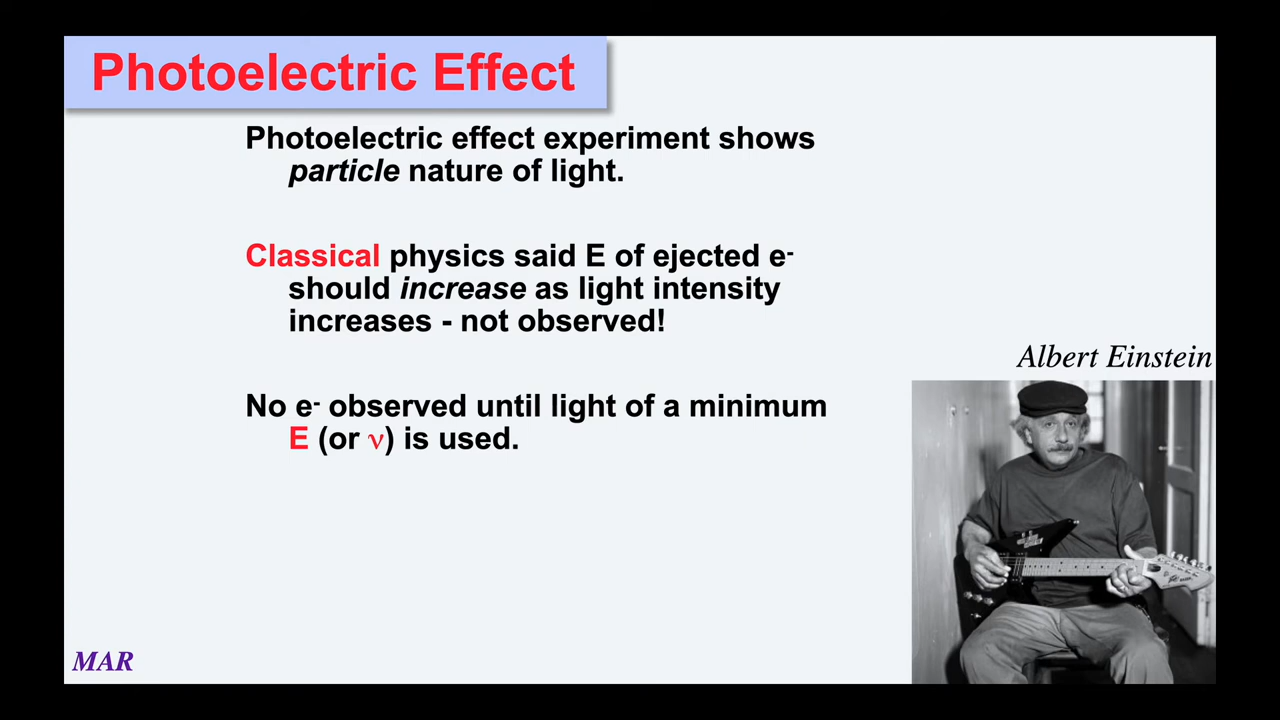 Photoelectric Effect
Photoelectric effect experiment shows
particle nature of light.
Classical physics said E of ejected e-
should increase as light intensity
increases - not observed!
No e- observed until light of a minimum
E (or ν) is used.
Albert Einstein
MAR